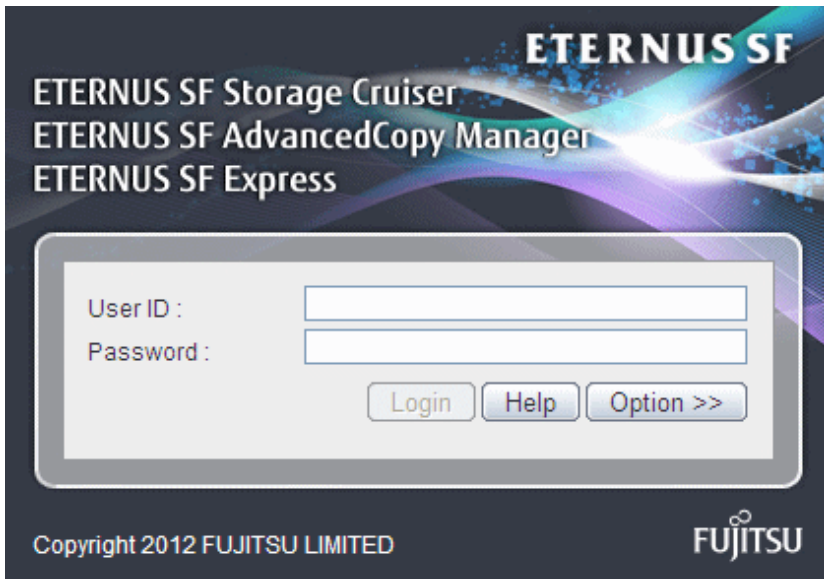 ETERNUS SF
ETERNUS SF Storage Cruiser
ETERNUS SF AdvancedCopy Manager
ETERNUS SF Express
User ID :
Password :
Login Help Option >>
Copyright 2012 FUJITSU LIMITED
FUJITSU